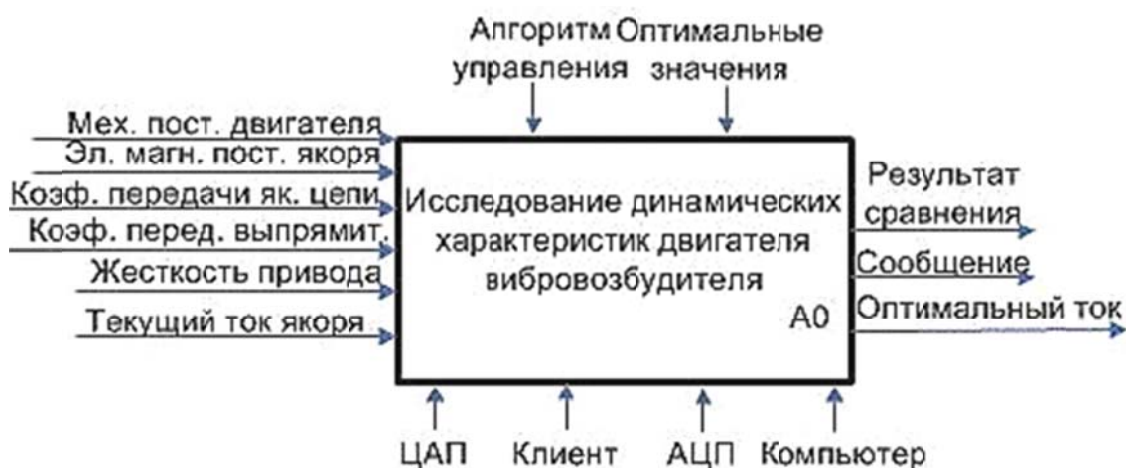 Алгоритм Оптимальные
управления значения
Мех. пост. двигателя
Эл. магн. пост. якоря
Коэф. передачи як. цепи
Коэф. перед. выпрямит.
Жесткость привода
Текущий ток якоря
Исследование динамических
характеристик двигателя
вибровозбудителя
А0
Результат
сравнения
Сообщение
Оптимальный ток
ЦАП Клиент АЦП Компьютер